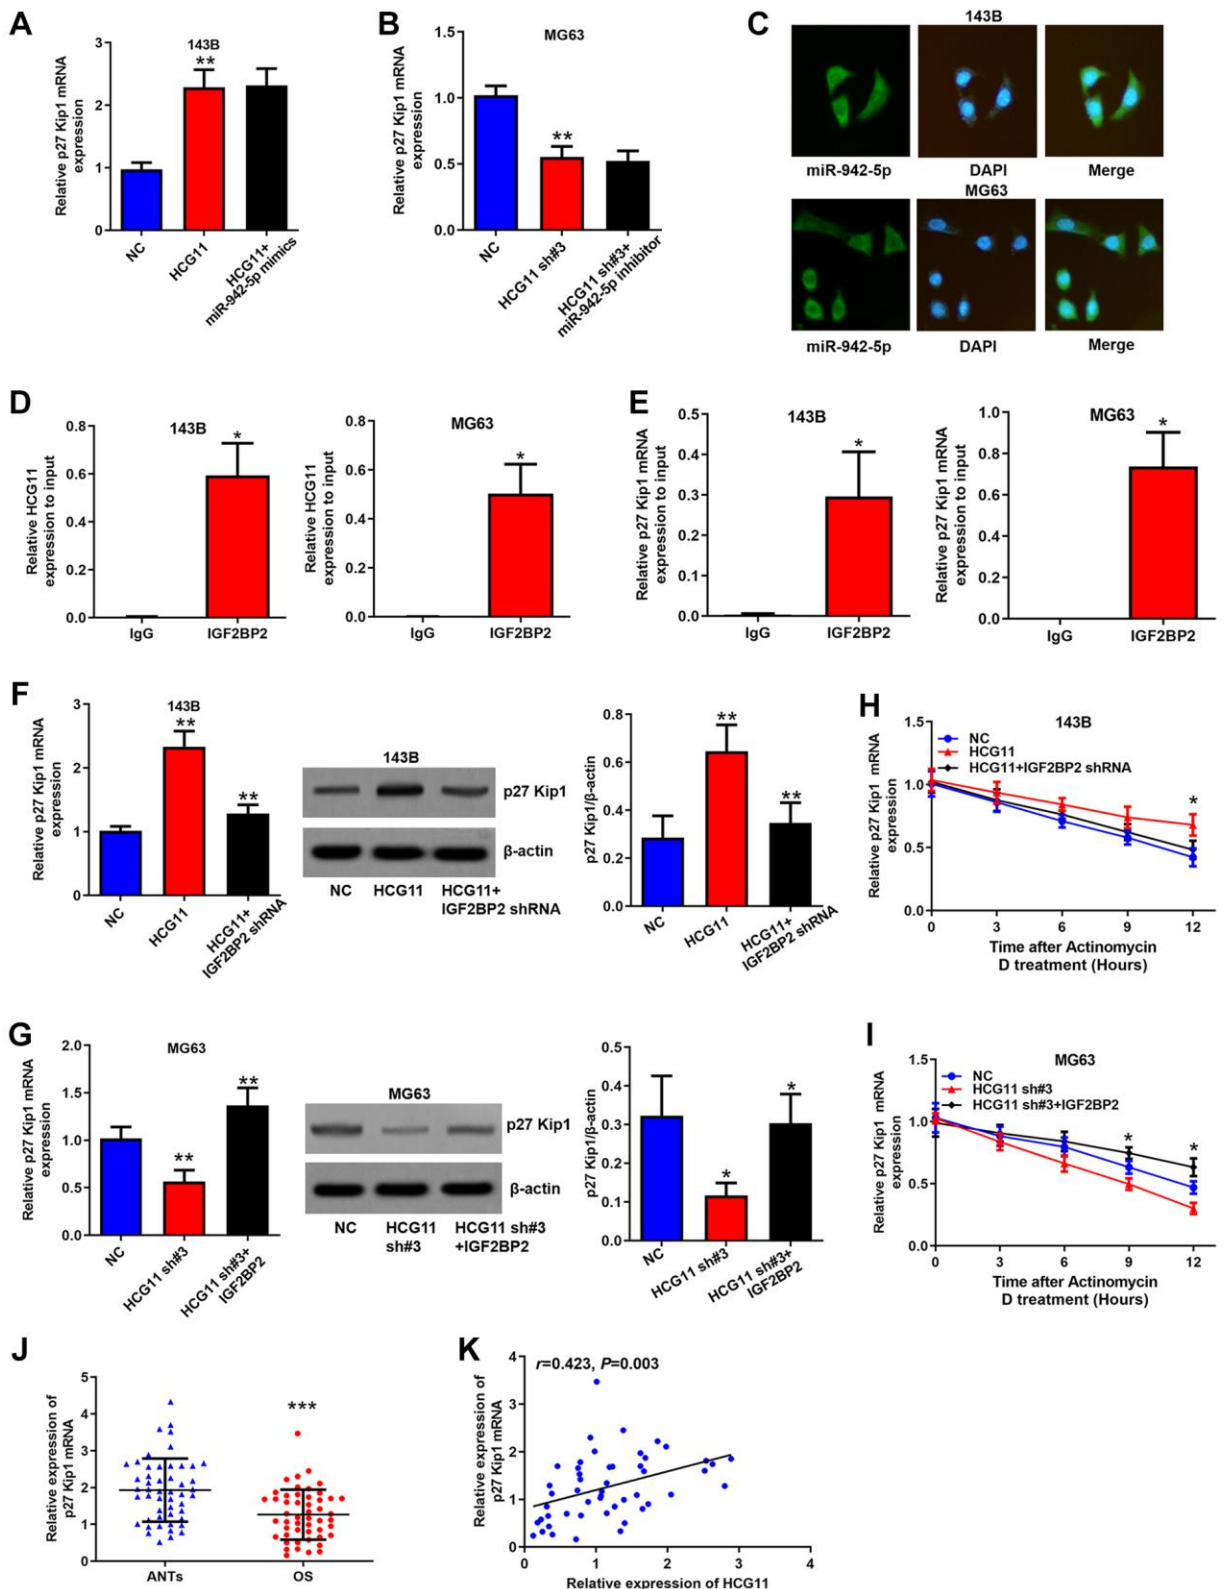 A
Relative p27 Kip1 mRNA
expression
3
2
1
0
143B
**
NC
HCG11
HCG11+
miR-942-5p mimics
B
Relative p27 Kip1 mRNA
expression
1.5
1.0
0.5
0.0
MG63
**
NC
HCG11 sh#3
HCG11 sh#3+
miR-942-5p inhibitor
C
143B
miR-942-5p
DAPI
Merge
MG63
miR-942-5p
DAPI
Merge
D
Relative HCG11
expression to input
0.8
0.6
0.4
0.2
0.0
143B
*
IgG
IGF2BP2
Relative HCG11
expression to input
0.8
0.6
0.4
0.2
0.0
MG63
*
IgG
IGF2BP2
E
Relative p27 Kip1 mRNA
expression to input
0.5
0.4
0.3
0.2
0.1
0.0
143B
*
IgG
IGF2BP2
Relative p27 Kip1 mRNA
expression to input
1.0
0.8
0.6
0.4
0.2
0.0
MG63
*
IgG
IGF2BP2
F
Relative p27 Kip1 mRNA
expression
3
2
1
0
143B
**
**
NC
HCG11
HCG11+
IGF2BP2 shRNA
143B
p27 Kip1
β-actin
NC
HCG11
HCG11+
IGF2BP2 shRNA
p27 Kip1/β-actin
0.8
0.6
0.4
0.2
0.0
**
**
NC
HCG11
HCG11+
IGF2BP2 shRNA
H
Relative p27 Kip1 mRNA
expression
1.5
1.0
0.5
0.0
143B
NC
HCG11
HCG11+IGF2BP2 shRNA
*
0
3
6
9
12
Time after Actinomycin
D treatment (Hours)
G
Relative p27 Kip1 mRNA
expression
2.0
1.5
1.0
0.5
0.0
MG63
**
**
NC
HCG11 sh#3
HCG11 sh#3+
IGF2BP2
MG63
p27 Kip1
β-actin
NC
HCG11
sh#3
HCG11 sh#3
+IGF2BP2
p27 Kip1/β-actin
0.5
0.4
0.3
0.2
0.1
0.0
*
*
NC
HCG11 sh#3
HCG11 sh#3+
IGF2BP2
I
Relative p27 Kip1 mRNA
expression
1.5
1.0
0.5
0.0
MG63
NC
HCG11 sh#3
HCG11 sh#3+IGF2BP2
*
*
0
3
6
9
12
Time after Actinomycin
D treatment (Hours)
J
Relative expression of
p27 Kip1 mRNA
5
4
3
2
1
0
***
ANTs
OS
K
Relative expression of
p27 Kip1 mRNA
4
3
2
1
0
r=0.423, P=0.003
0
1
2
3
4
Relative expression of HCG11